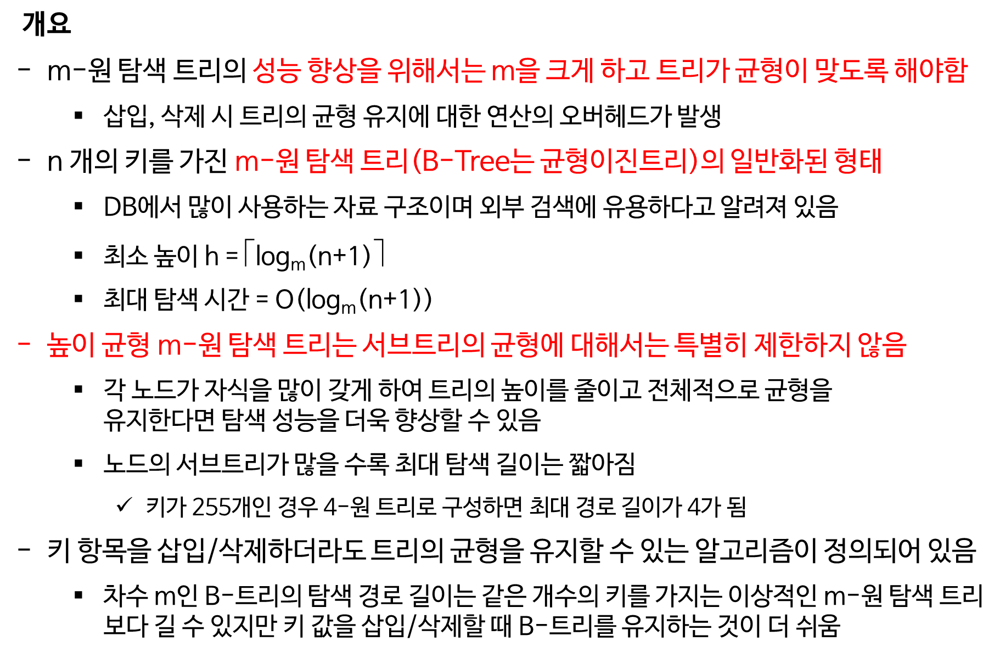 개요
- m-원 탐색 트리의 성능 향상을 위해서는 m을 크게 하고 트리가 균형이 맞도록 해야함
▪ 삽입, 삭제 시 트리의 균형 유지에 대한 연산의 오버헤드가 발생
- n 개의 키를 가진 m-원 탐색 트리(B-Tree는 균형이진트리)의 일반화된 형태
▪ DB에서 많이 사용하는 자료 구조이며 외부 검색에 유용하다고 알려져 있음
▪ 최소 높이 h =⌈logₘ(n+1)⌉
▪ 최대 탐색 시간 = O(logₘ(n+1))
- 높이 균형 m-원 탐색 트리는 서브트리의 균형에 대해서는 특별히 제한하지 않음
▪ 각 노드가 자식을 많이 갖게 하여 트리의 높이를 줄이고 전체적으로 균형을
유지한다면 탐색 성능을 더욱 향상할 수 있음
▪ 노드의 서브트리가 많을 수록 최대 탐색 길이는 짧아짐
✓ 키가 255개인 경우 4-원 트리로 구성하면 최대 경로 길이가 4가 됨
- 키 항목을 삽입/삭제하더라도 트리의 균형을 유지할 수 있는 알고리즘이 정의되어 있음
▪ 차수 m인 B-트리의 탐색 경로 길이는 같은 개수의 키를 가지는 이상적인 m-원 탐색 트리
보다 길 수 있지만 키 값을 삽입/삭제할 때 B-트리를 유지하는 것이 더 쉬움